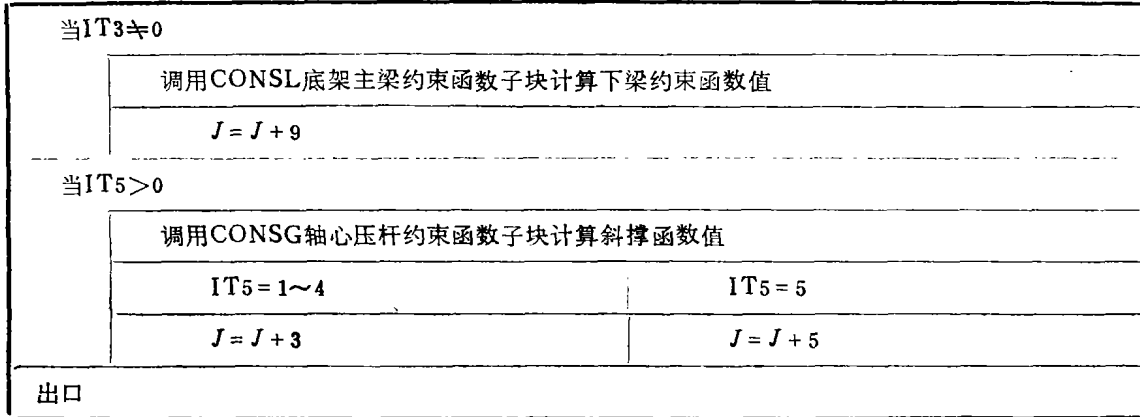 当IT3≒0
调用CONSL底架主梁约束函数子块计算下梁约束函数值
J = J + 9
当IT5>0
调用CONSG轴心压杆约束函数子块计算斜撑函数值
IT5 = 1～4 IT5 = 5
J = J + 3 J = J + 5
出口